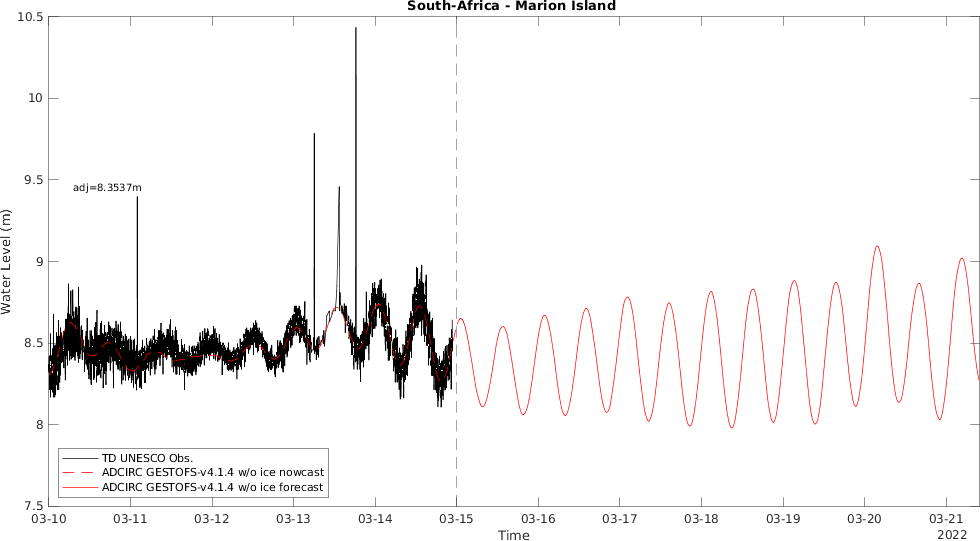 South-Africa - Marion Island
10.5
10
9.5
9
8.5
8
7.5
Water Level (m)
adj=8.3537m
TD UNESCO Obs.
ADCIRC GESTOFS-v4.1.4 w/o ice nowcast
ADCIRC GESTOFS-v4.1.4 w/o ice forecast
03-10 03-11 03-12 03-13 03-14 03-15 03-16 03-17 03-18 03-19 03-20 03-21
Time
2022